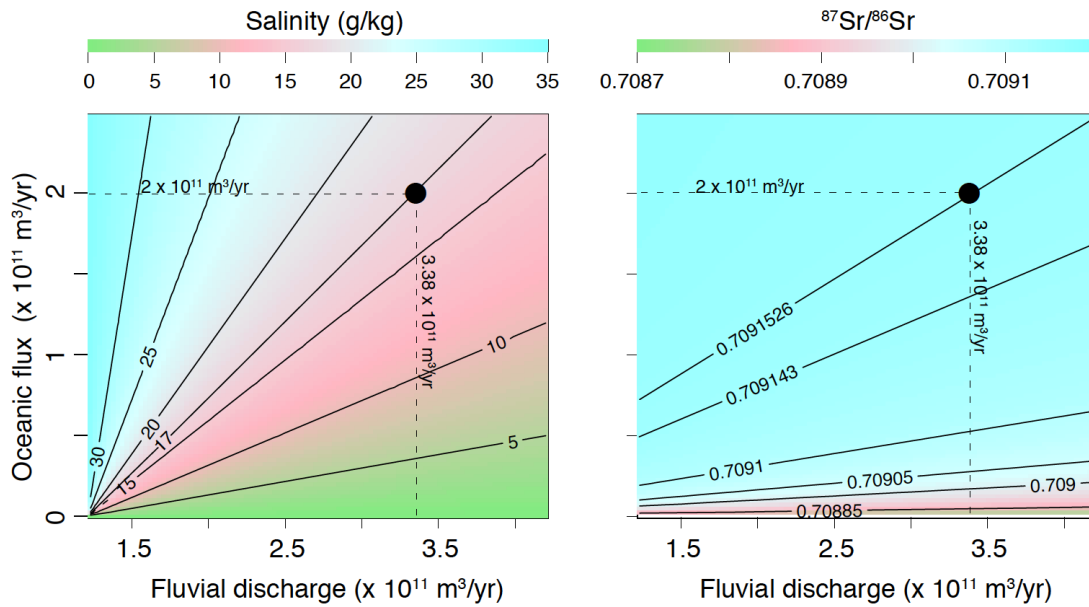 Salinity (g/kg)
0 5 10 15 20 25 30 35
Oceanic flux (x 10¹¹ m³/yr)
2
1
0
2 x 10¹¹ m³/yr
3.38 x 10¹¹ m³/yr
30
25
20
17
15
10
5
1.5 2.5 3.5
Fluvial discharge (x 10¹¹ m³/yr)
⁸⁷Sr/⁸⁶Sr
0.7087 0.7089 0.7091
2 x 10¹¹ m³/yr
3.38 x 10¹¹ m³/yr
0.7091526
0.709143
0.7091
0.70905
0.709
0.70885
1.5 2.5 3.5
Fluvial discharge (x 10¹¹ m³/yr)